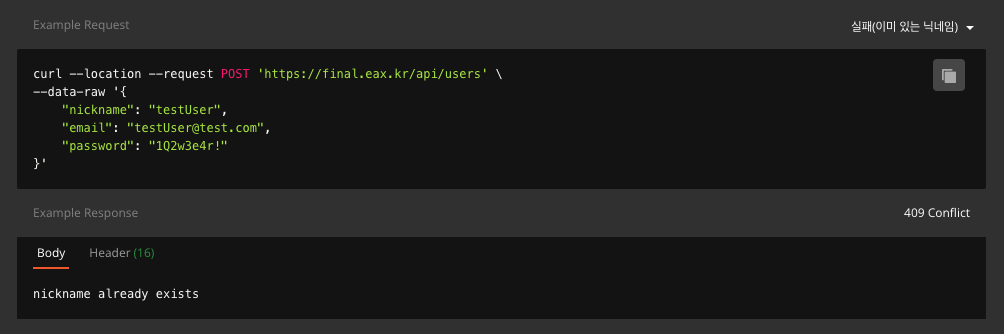 Example Request
실패(이미 있는 닉네임)
curl --location --request POST 'https://final.eax.kr/api/users' \
--data-raw '{
    "nickname": "testUser",
    "email": "testUser@test.com",
    "password": "1Q2w3e4r!"
}'
Example Response
409 Conflict
Body Header (16)
nickname already exists